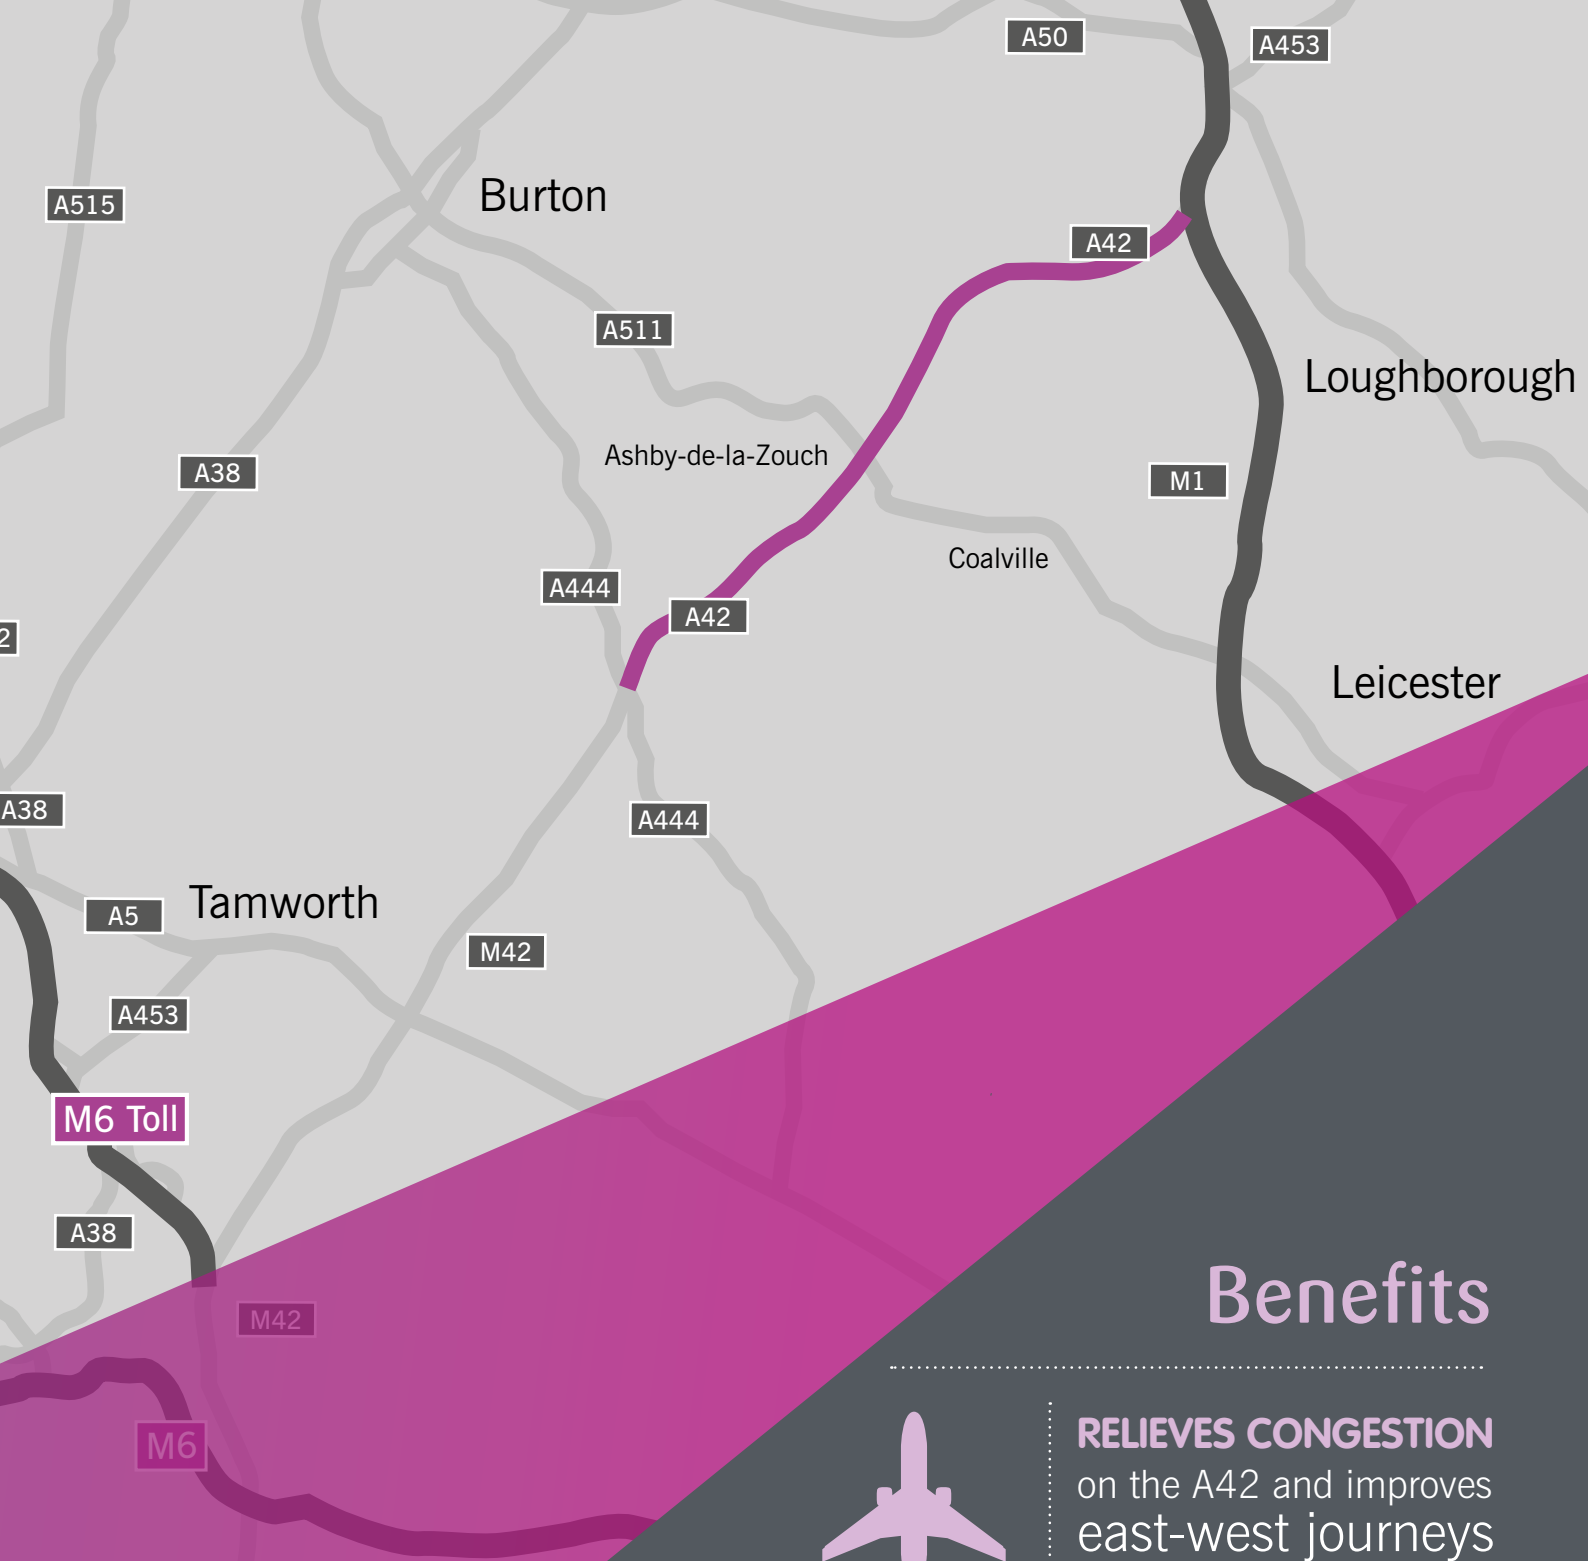 A50
A453
Burton
A515
A42
A511
Loughborough
Ashby-de-la-Zouch
A38
M1
Coalville
A444
A42
2
Leicester
A38
A444
Tamworth
A5
M42
A453
M6 Toll
A38
M42
M6
Benefits
RELIEVES CONGESTION
on the A42 and improves
east-west journeys